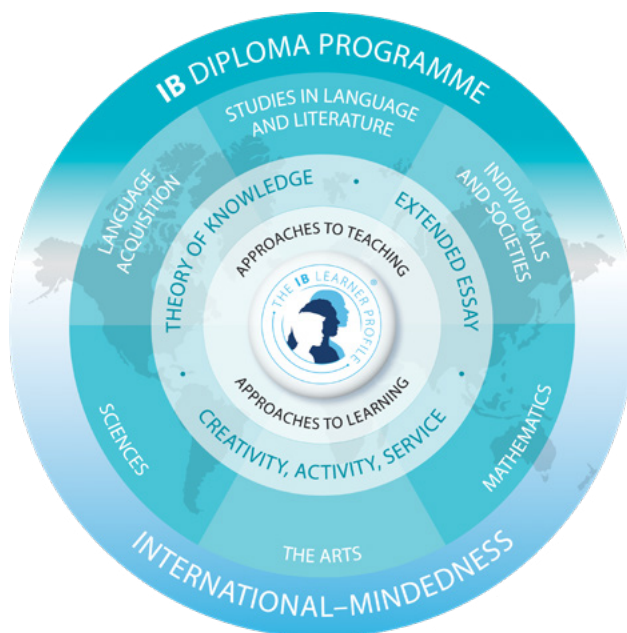 IB DIPLOMA PROGRAMME
STUDIES IN LANGUAGE
AND LITERATURE
LANGUAGE
ACQUISITION
INDIVIDUALS
AND SOCIETIES
THEORY OF KNOWLEDGE
•
EXTENDED ESSAY
•
APPROACHES TO TEACHING
THE IB LEARNER PROFILE
®
APPROACHES TO LEARNING
•
CREATIVITY, ACTIVITY, SERVICE
SCIENCES
MATHEMATICS
THE ARTS
INTERNATIONAL–MINDEDNESS